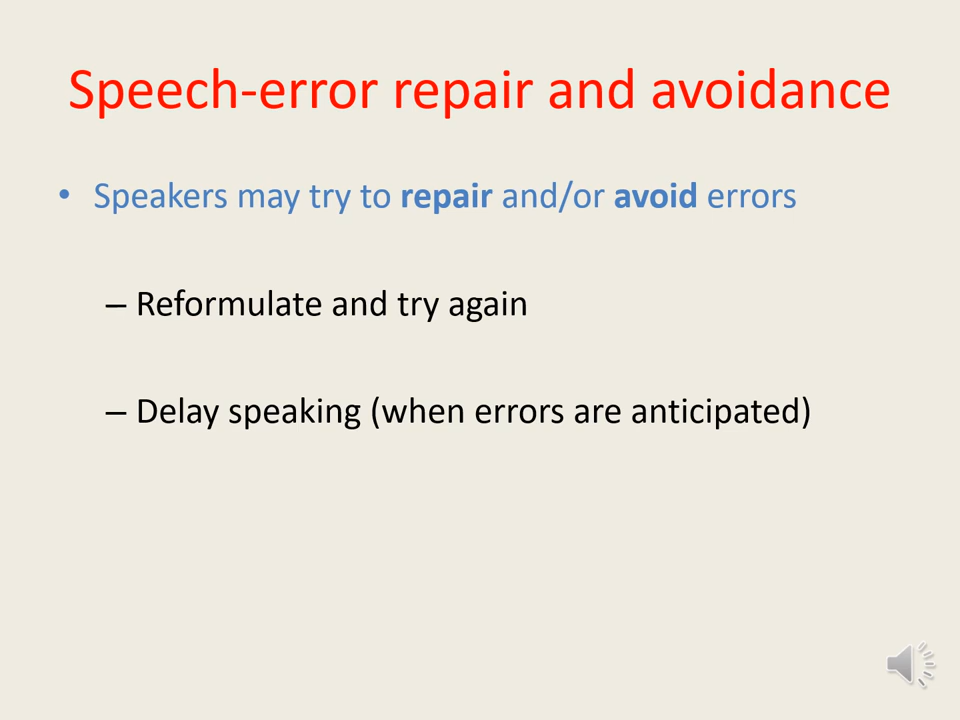 Speech-error repair and avoidance
• Speakers may try to repair and/or avoid errors
– Reformulate and try again
– Delay speaking (when errors are anticipated)